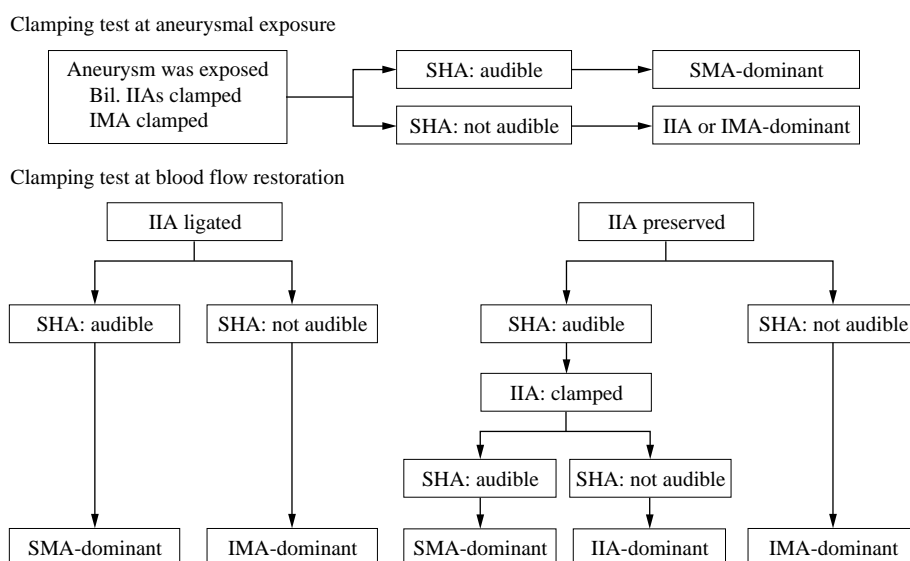 Clamping test at aneurysmal exposure
Aneurysm was exposed
Bil. IIAs clamped
IMA clamped
SHA: audible
SMA-dominant
SHA: not audible
IIA or IMA-dominant
Clamping test at blood flow restoration
IIA ligated
IIA preserved
SHA: audible
SHA: not audible
SHA: audible
SHA: not audible
IIA: clamped
SHA: audible
SHA: not audible
SMA-dominant
IMA-dominant
SMA-dominant
IIA-dominant
IMA-dominant